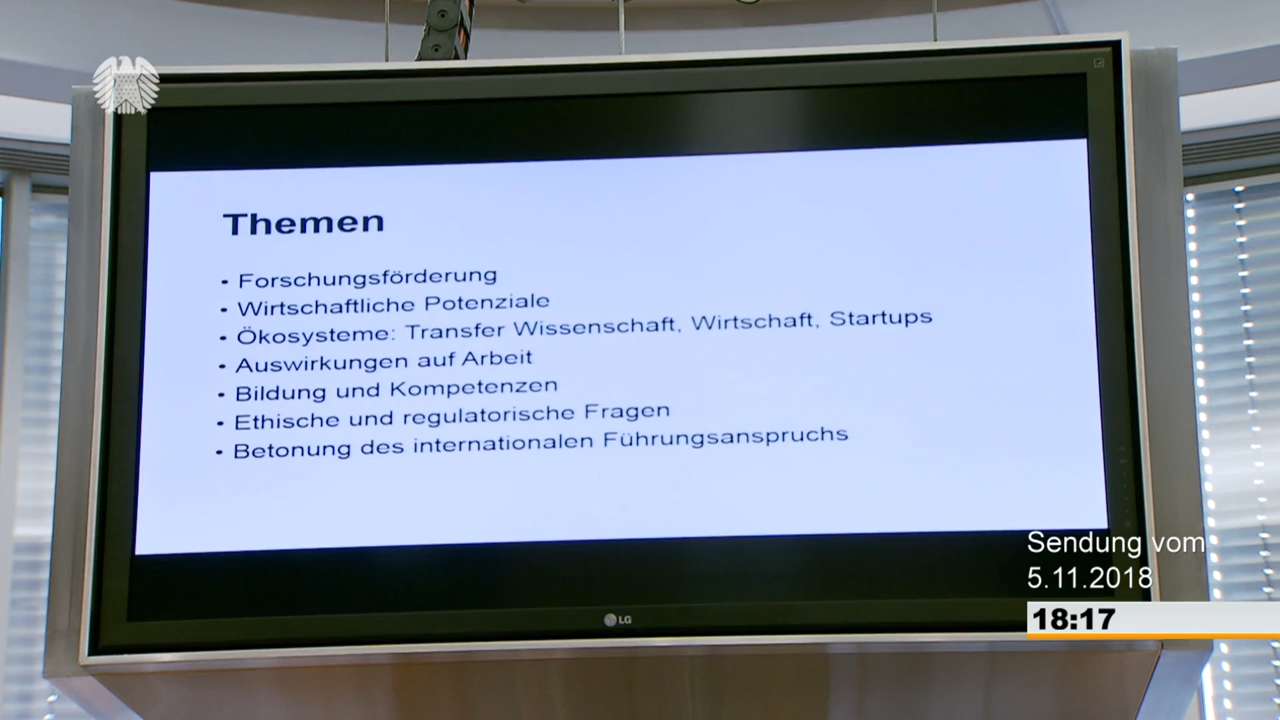 Themen
• Forschungsförderung
• Wirtschaftliche Potenziale
• Ökosysteme: Transfer Wissenschaft, Wirtschaft, Startups
• Auswirkungen auf Arbeit
• Bildung und Kompetenzen
• Ethische und regulatorische Fragen
• Betonung des internationalen Führungsanspruchs
LG
Sendung vom
5.11.2018
18:17